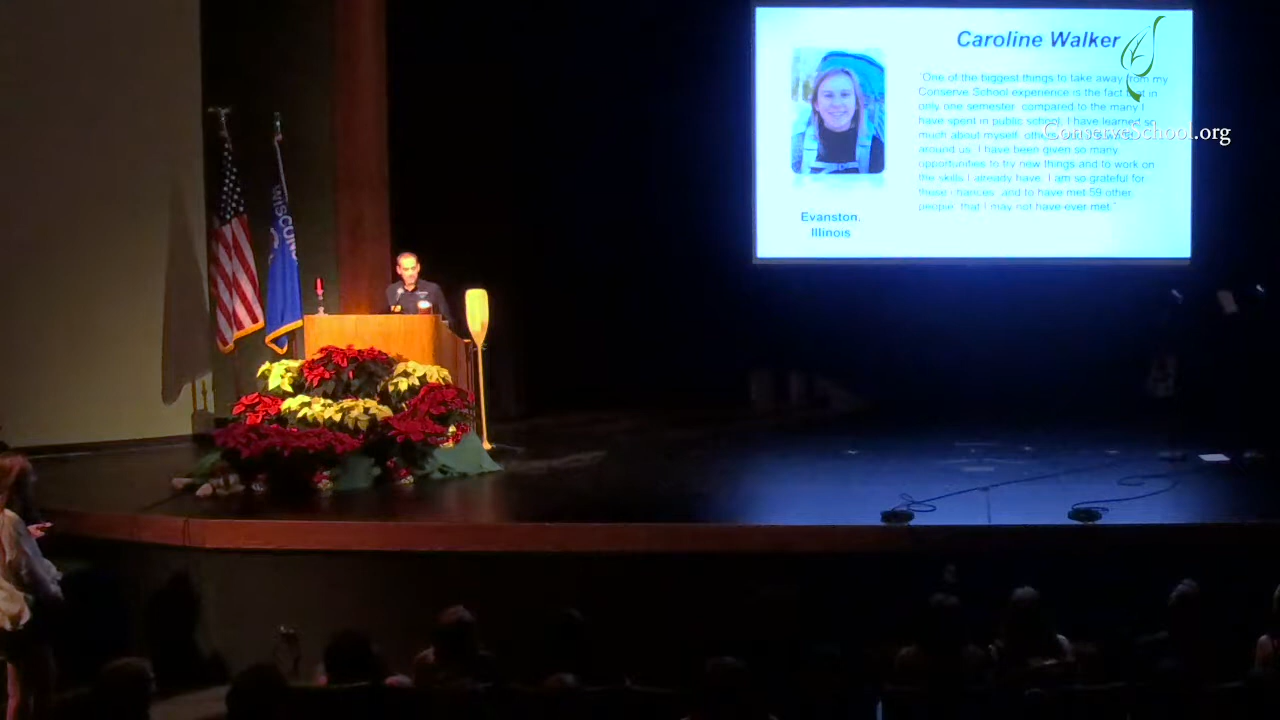 Caroline Walker
"One of the biggest things to take away from my
Conserve School experience is the fact that in
only one semester, compared to the many I
have spent in public school, I have learned so
much about myself, others
around us. I have been given so many
opportunities to try new things and to work on
the skills I already have. I am so grateful for
these chances, and to have met 59 other
people, that I may not have ever met."
Evanston,
Illinois
ConserveSchool.org
WISCONS